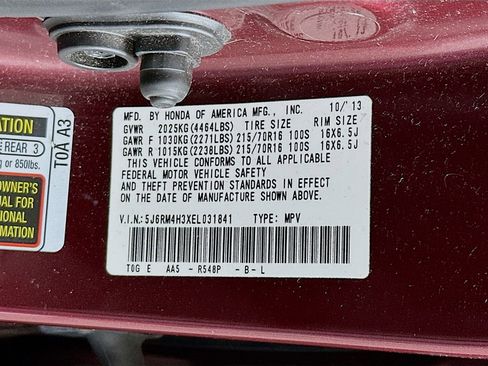 MFD. BY HONDA OF AMERICA MFG., INC. 10/'13
GVWR 2025KG(4464LBS) TIRE SIZE RIM SIZE
GAWR F 1030KG(2271LBS) 215/70R16 100S 16X6.5J
GAWR R 1015KG(2238LBS) 215/70R16 100S 16X6.5J
THIS VEHICLE CONFORMS TO ALL APPLICABLE
FEDERAL MOTOR VEHICLE SAFETY
AND THEFT PREVENTION STANDARDS IN EFFECT
ON THE DATE OF MANUFACTURE SHOWN ABOVE.
V.I.N.:5J6RM4H3XEL031841 TYPE: MPV
T0G E AA5 - R548P - B - L
T0A A3
REAR 3
or 850lbs.
OWNER'S
FOR